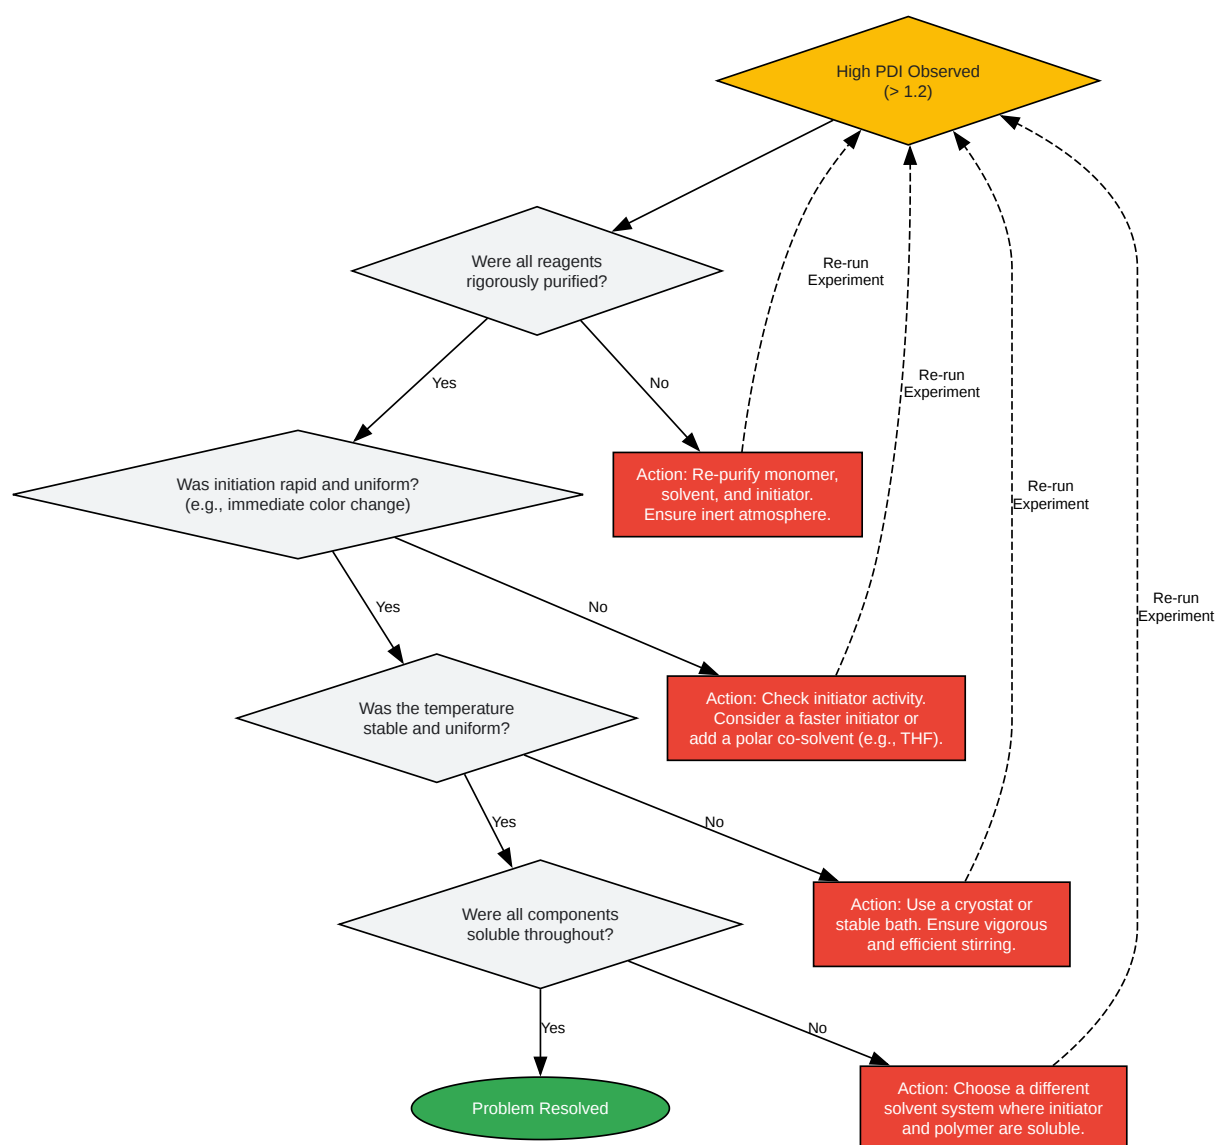 High PDI Observed
(> 1.2)
Were all reagents
rigorously purified?
Re-run
Experiment
Yes
No
Re-run
Experiment
Action: Re-purify monomer,
solvent, and initiator.
Ensure inert atmosphere.
Was initiation rapid and uniform?
(e.g., immediate color change)
Re-run
Experiment
Yes
No
Re-run
Experiment
Action: Check initiator activity.
Consider a faster initiator or
add a polar co-solvent (e.g., THF).
Was the temperature
stable and uniform?
Yes
No
Action: Use a cryostat or
stable bath. Ensure vigorous
and efficient stirring.
Were all components
soluble throughout?
Yes
No
Action: Choose a different
solvent system where initiator
and polymer are soluble.
Problem Resolved